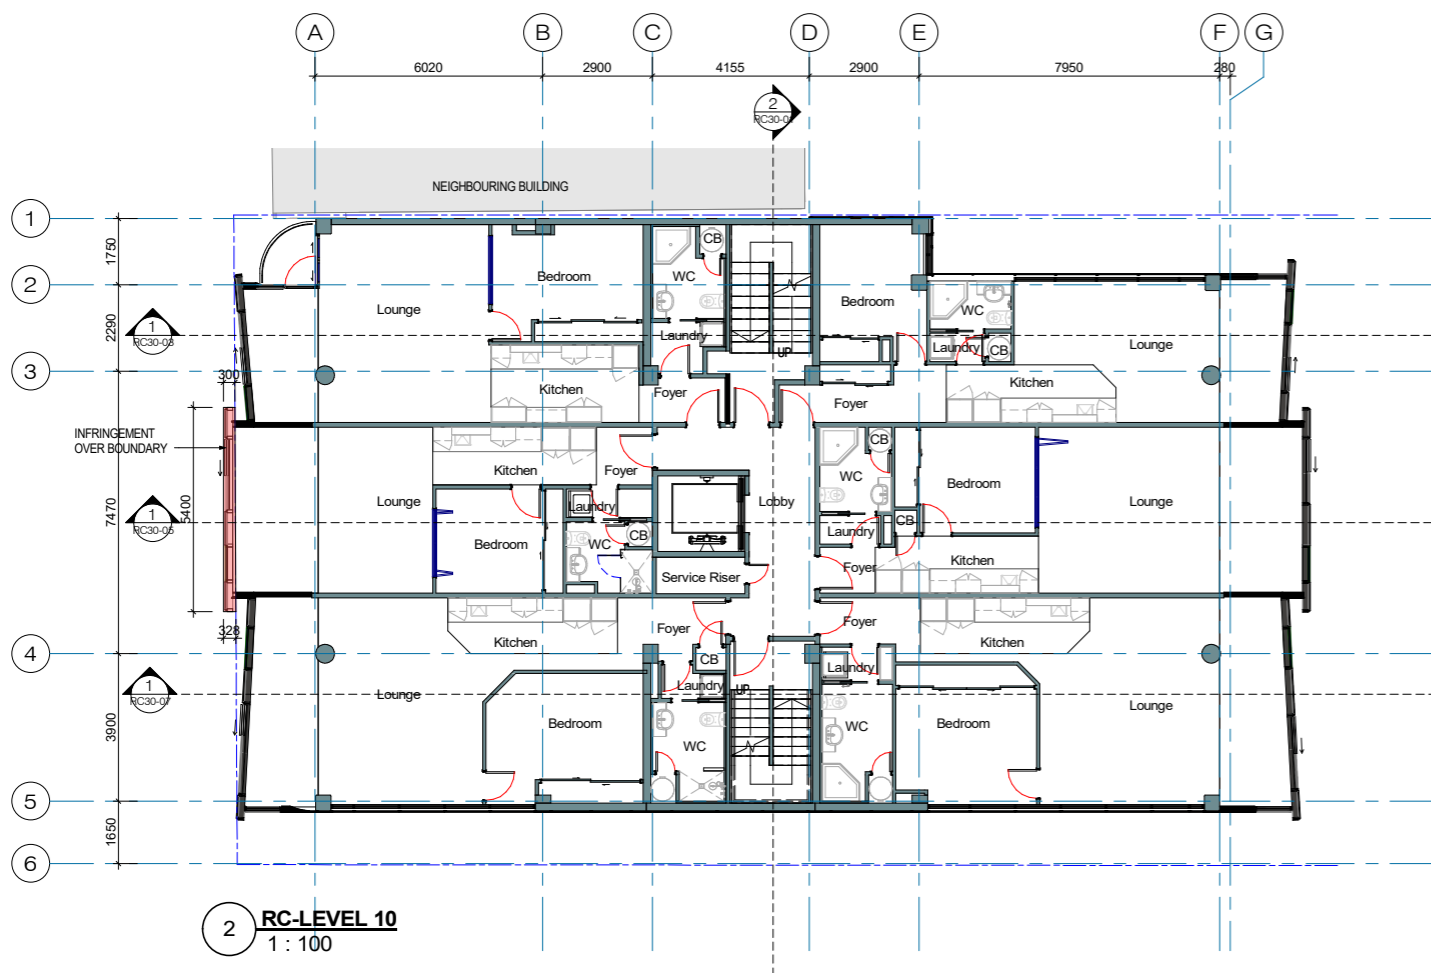 A B C D E F G
6020 2900 4155 2900 7950 280
2
NEIGHBOURING BUILDING
1
1750
CB
Bedroom
WC
2
Bedroom
Lounge
WC
2290
1
RC30-03
Laundry
Laundry
CB
Lounge
UP
3
300
Kitchen
Foyer
Foyer
Kitchen
INFRINGEMENT
OVER BOUNDARY
CB
Kitchen
Foyer
WC
Bedroom
Lounge
Laundry
Lobby
Lounge
7470
5400
1
RC30-05
CB
Laundry
CB
Bedroom
WC
Foyer
Kitchen
Service Riser
328
Foyer
Foyer
Kitchen
Kitchen
4
CB
Laundry
1
RC30-07
Laundry
UP
Lounge
Lounge
3900
Bedroom
WC
WC
Bedroom
5
1650
6
2 RC-LEVEL 10
1 : 100